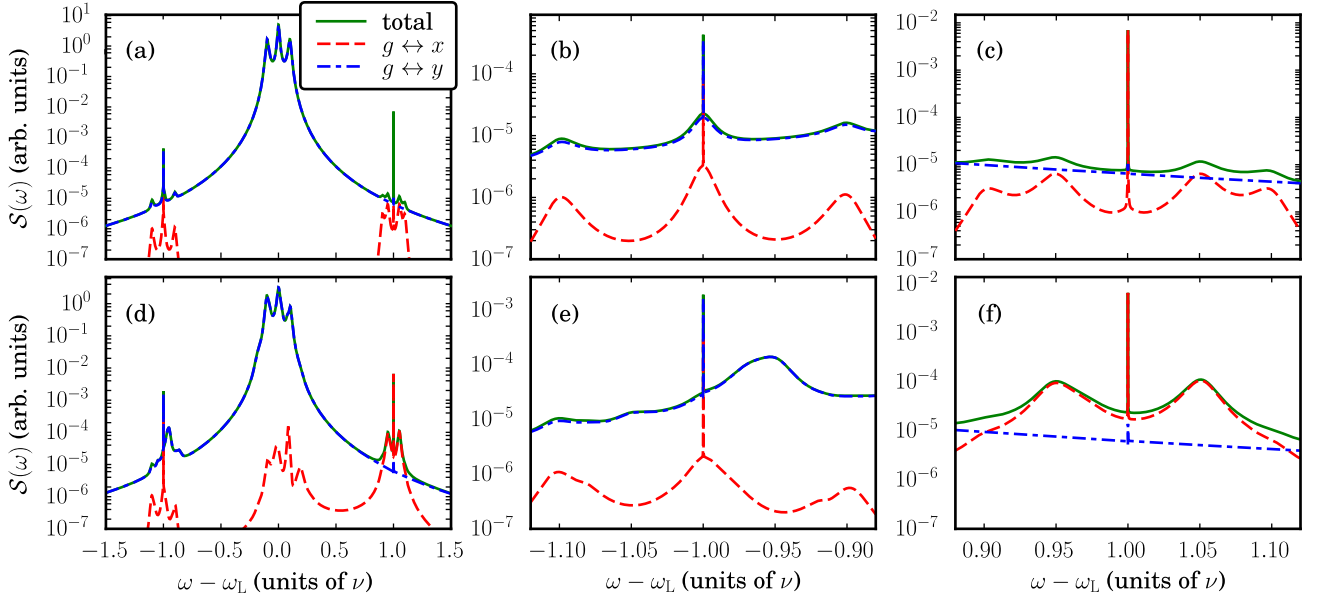 total
g ↔ x
g ↔ y
(a)
(b)
(c)
S(ω) (arb. units)
10¹
10⁰
10⁻¹
10⁻²
10⁻³
10⁻⁴
10⁻⁵
10⁻⁶
10⁻⁷
10⁻⁴
10⁻⁵
10⁻⁶
10⁻⁷
10⁻²
10⁻³
10⁻⁴
10⁻⁵
10⁻⁶
10⁻⁷
(d)
(e)
(f)
S(ω) (arb. units)
10⁰
10⁻¹
10⁻²
10⁻³
10⁻⁴
10⁻⁵
10⁻⁶
10⁻⁷
10⁻³
10⁻⁴
10⁻⁵
10⁻⁶
10⁻⁷
10⁻²
10⁻³
10⁻⁴
10⁻⁵
10⁻⁶
10⁻⁷
−1.5 −1.0 −0.5 0.0 0.5 1.0 1.5
−1.10 −1.05 −1.00 −0.95 −0.90
0.90 0.95 1.00 1.05 1.10
ω − ω_L (units of ν)
ω − ω_L (units of ν)
ω − ω_L (units of ν)